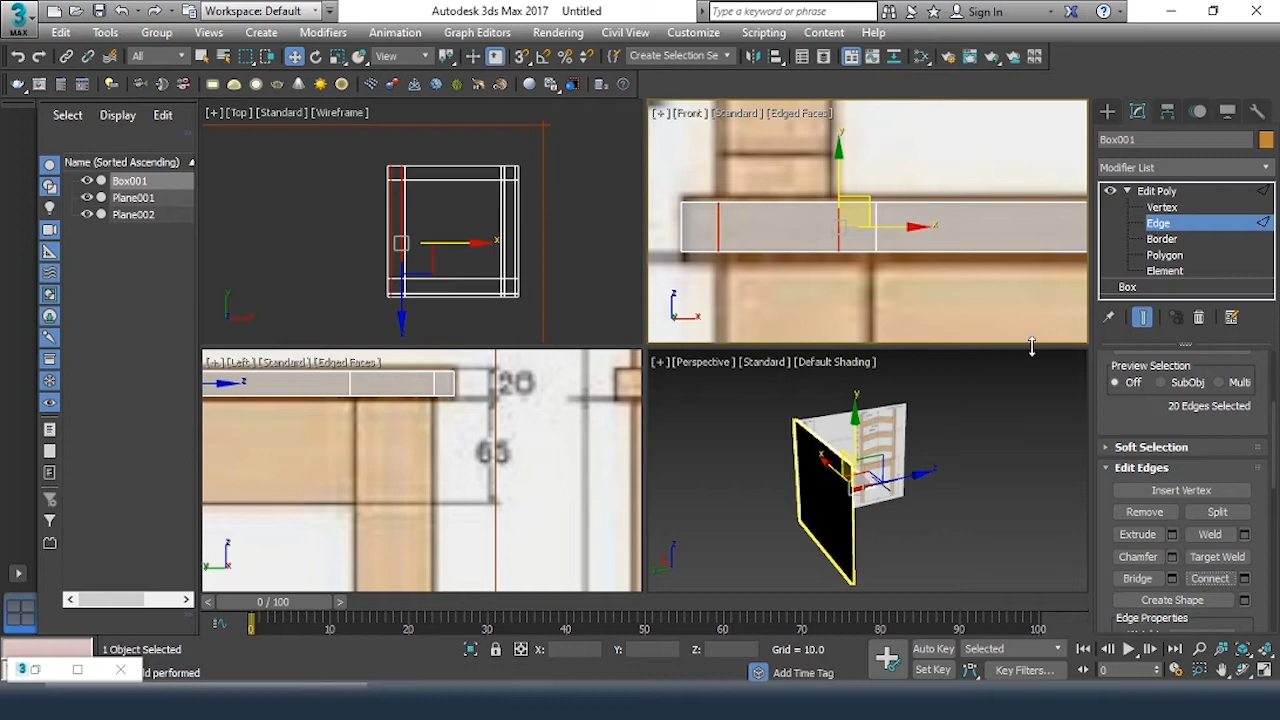 3
MAX
Workspace: Default
Autodesk 3ds Max 2017 Untitled
Type a keyword or phrase
Sign In
Edit Tools Group Views Create Modifiers Animation Graph Editors Rendering Civil View Customize Scripting Content Help
All
View
Create Selection Se
Select Display Edit
Name (Sorted Ascending)
Box001
Plane001
Plane002
[+] [Top] [Standard] [Wireframe]
[+] [Front] [Standard] [Edged Faces]
[+] [Left] [Standard] [Edged Faces]
[+] [Perspective] [Standard] [Default Shading]
20
65
Box001
Modifier List
Edit Poly
Vertex
Edge
Border
Polygon
Element
Box
Preview Selection
Off SubObj Multi
20 Edges Selected
Soft Selection
Edit Edges
Insert Vertex
Remove Split
Extrude Weld
Chamfer Target Weld
Bridge Connect
Create Shape
Edge Properties
0 / 100
0 10 20 30 40 50 60 70 80 90 100
1 Object Selected
X: Y: Z: Grid = 10.0
Auto Key Selected
ld performed
Add Time Tag
Set Key Key Filters...
0